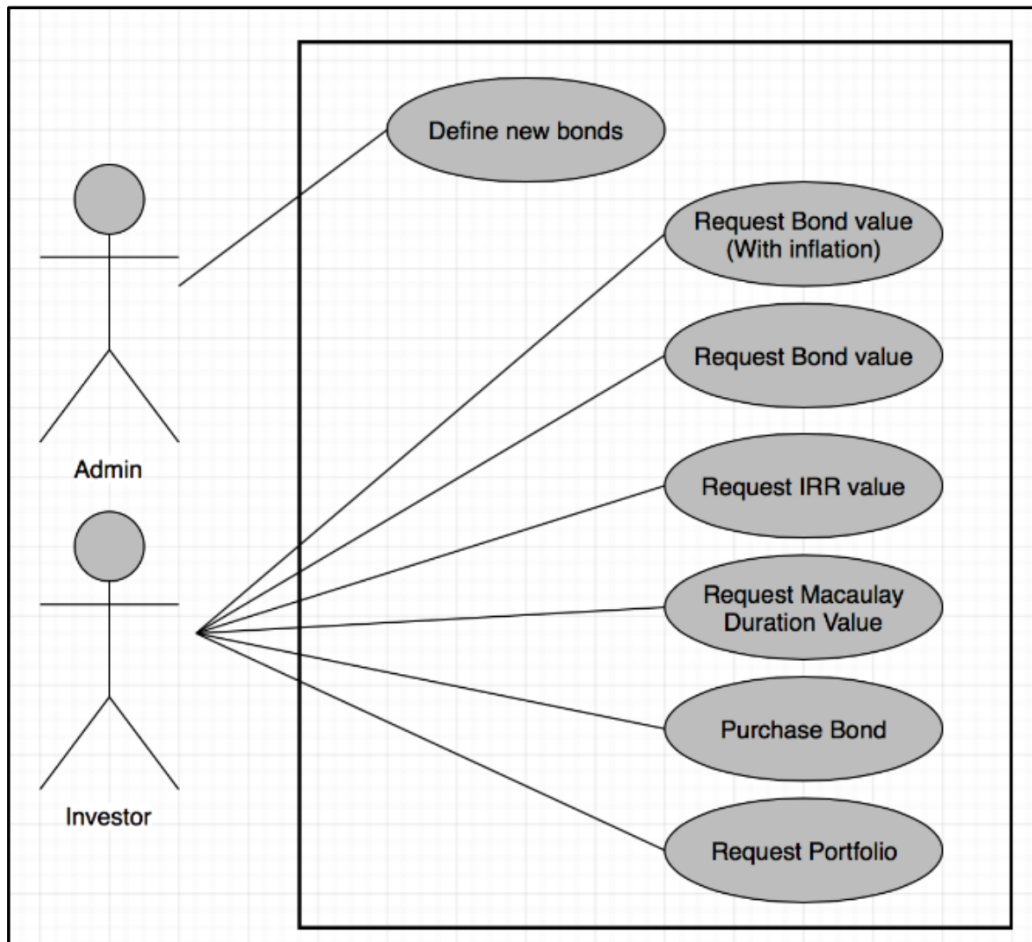 Define new bonds
Request Bond value
(With inflation)
Request Bond value
Admin
Request IRR value
Request Macaulay
Duration Value
Purchase Bond
Investor
Request Portfolio